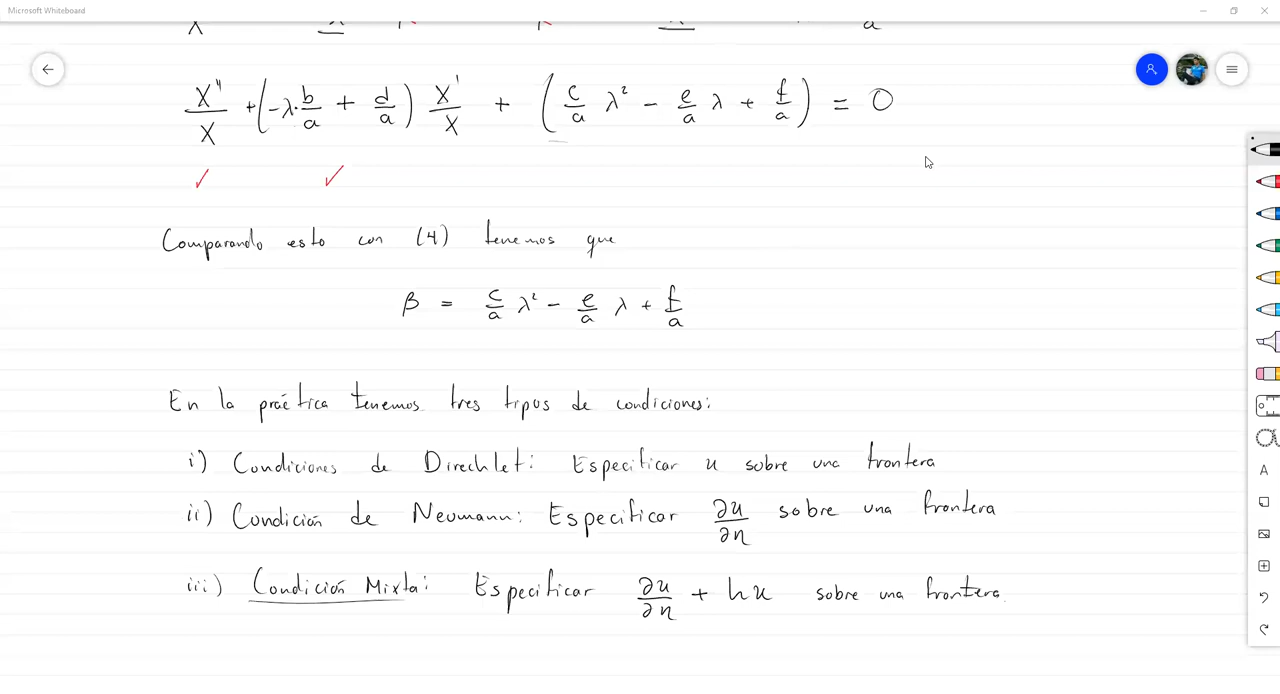 Microsoft Whiteboard
X a
X''/X + (-λ·b/a + d/a) X'/X + (c/a λ² - e/a λ + f/a) = 0
✓ ✓
Comparando esto con (4) tenemos que
β = c/a λ² - e/a λ + f/a
En la práctica tenemos tres tipos de condiciones:
i) Condiciones de Direchlet: Especificar u sobre una frontera
ii) Condición de Neumann: Especificar ∂u/∂n sobre una frontera
iii) Condición Mixta: Especificar ∂u/∂n + hu sobre una frontera.
A